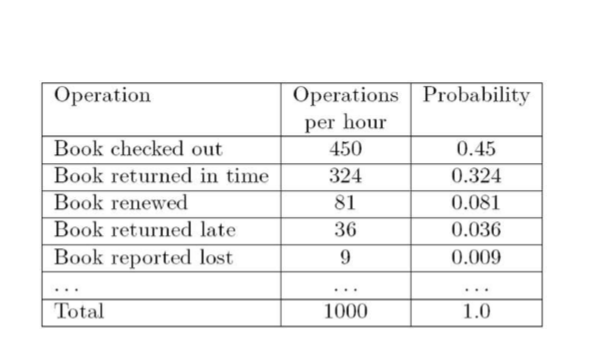 Operation Operations per hour Probability
Book checked out 450 0.45
Book returned in time 324 0.324
Book renewed 81 0.081
Book returned late 36 0.036
Book reported lost 9 0.009
... ... ...
Total 1000 1.0